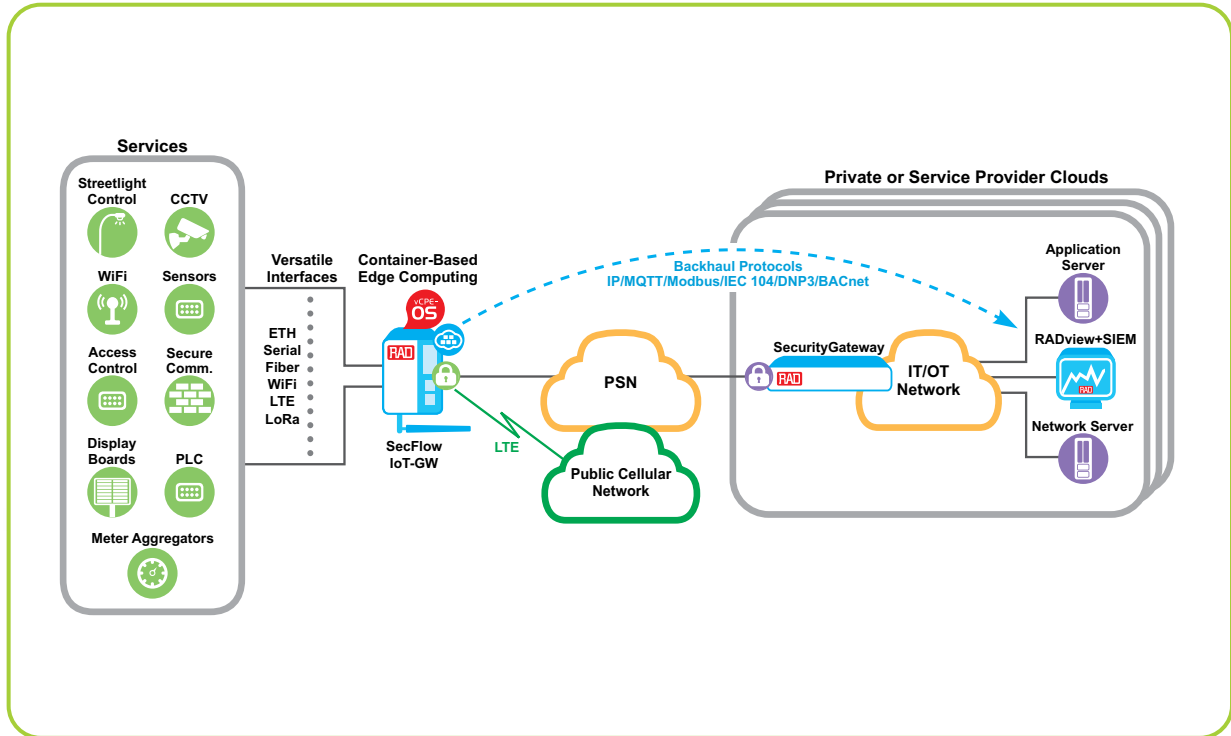 Services
Streetlight
Control
CCTV
WiFi
Sensors
Access
Control
Secure
Comm.
Display
Boards
PLC
Meter Aggregators
Versatile
Interfaces
ETH
Serial
Fiber
WiFi
LTE
LoRa
Container-Based
Edge Computing
vCPE-
OS
RAD
SecFlow
IoT-GW
LTE
PSN
Public Cellular
Network
Backhaul Protocols
IP/MQTT/Modbus/IEC 104/DNP3/BACnet
Private or Service Provider Clouds
SecurityGateway
RAD
IT/OT
Network
Application
Server
RADview+SIEM
RAD
Network Server